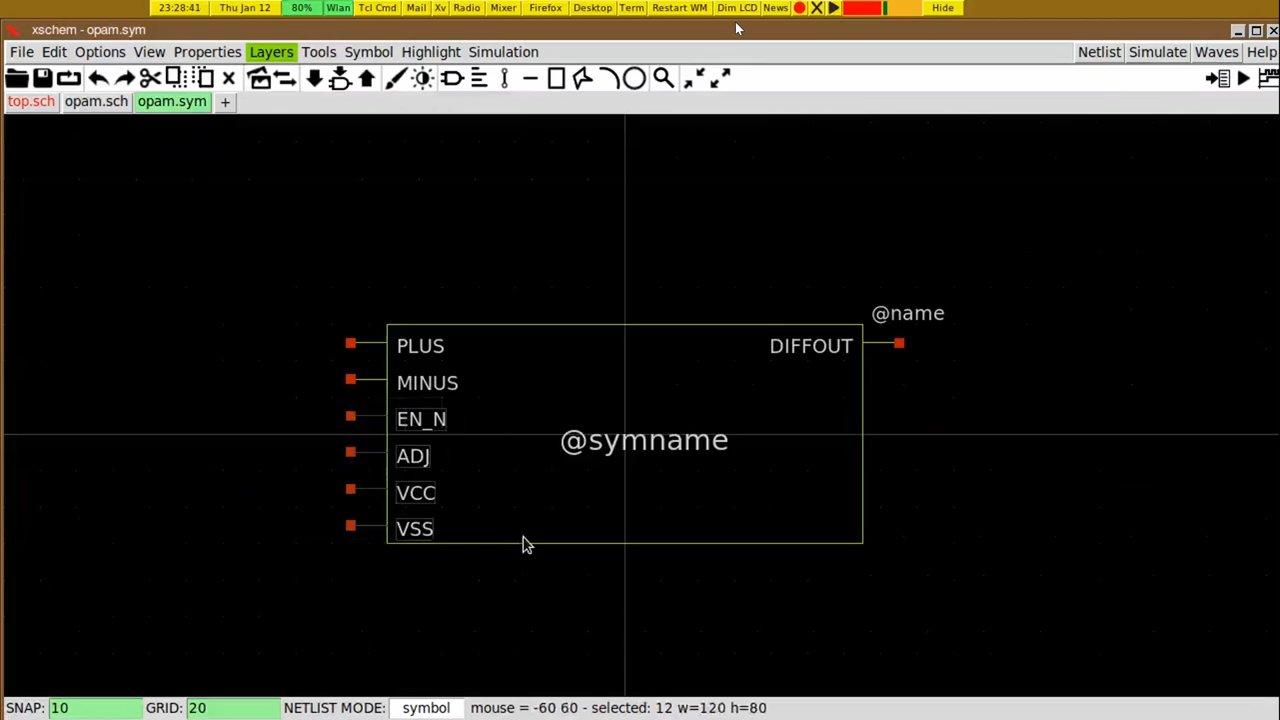 23:28:41 Thu Jan 12 80% Wlan Tcl Cmd Mail Xv Radio Mixer Firefox Desktop Term Restart WM Dim LCD News Hide
xschem - opam.sym
File Edit Options View Properties Layers Tools Symbol Highlight Simulation Netlist Simulate Waves Help
top.sch opam.sch opam.sym +
@name
PLUS DIFFOUT
MINUS
EN_N
@symname
ADJ
VCC
VSS
SNAP: 10 GRID: 20 NETLIST MODE: symbol mouse = -60 60 - selected: 12 w=120 h=80